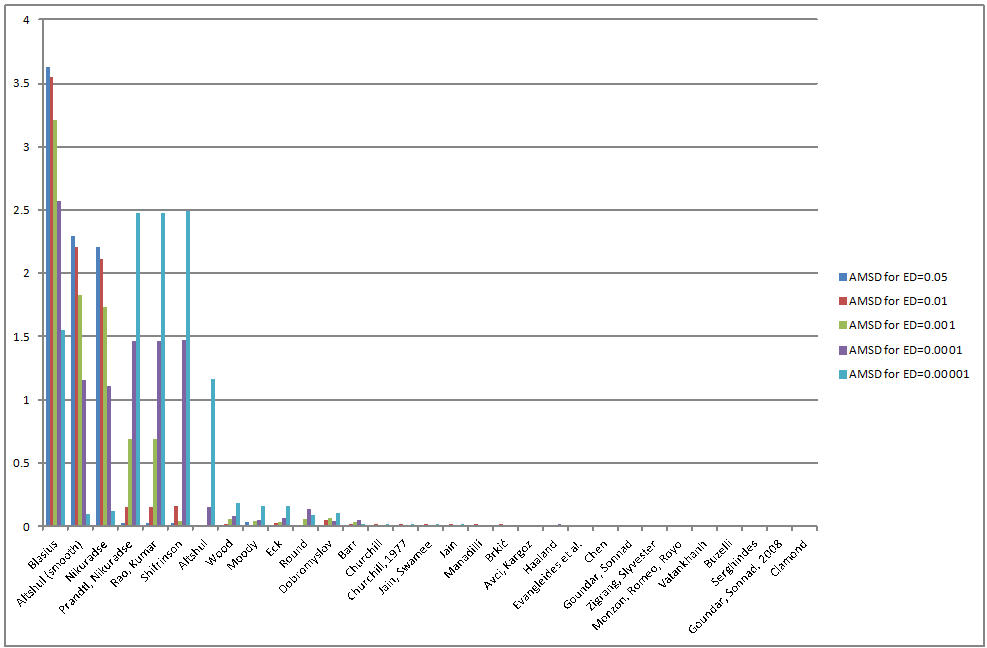 4
3.5
3
2.5
2
1.5
1
0.5
0
Blasius
Altshul (smooth)
Nikuradse
Prandtl, Nikuradse
Rao, Kumar
Shifrinson
Altshul
Wood
Moody
Eck
Round
Dobromyslov
Barr
Churchill
Churchill, 1977
Jain, Swamee
Jain
Manadilli
Brkić
Avci, Kargoz
Haaland
Evangleides et al.
Chen
Goundar, Sonnad
Zigrang, Slyvester
Monzon, Romeo, Royo
Vatankhanh
Buzelli
Serghindes
Goundar, Sonnad, 2008
Clamond
AMSD for ED=0.05
AMSD for ED=0.01
AMSD for ED=0.001
AMSD for ED=0.0001
AMSD for ED=0.00001